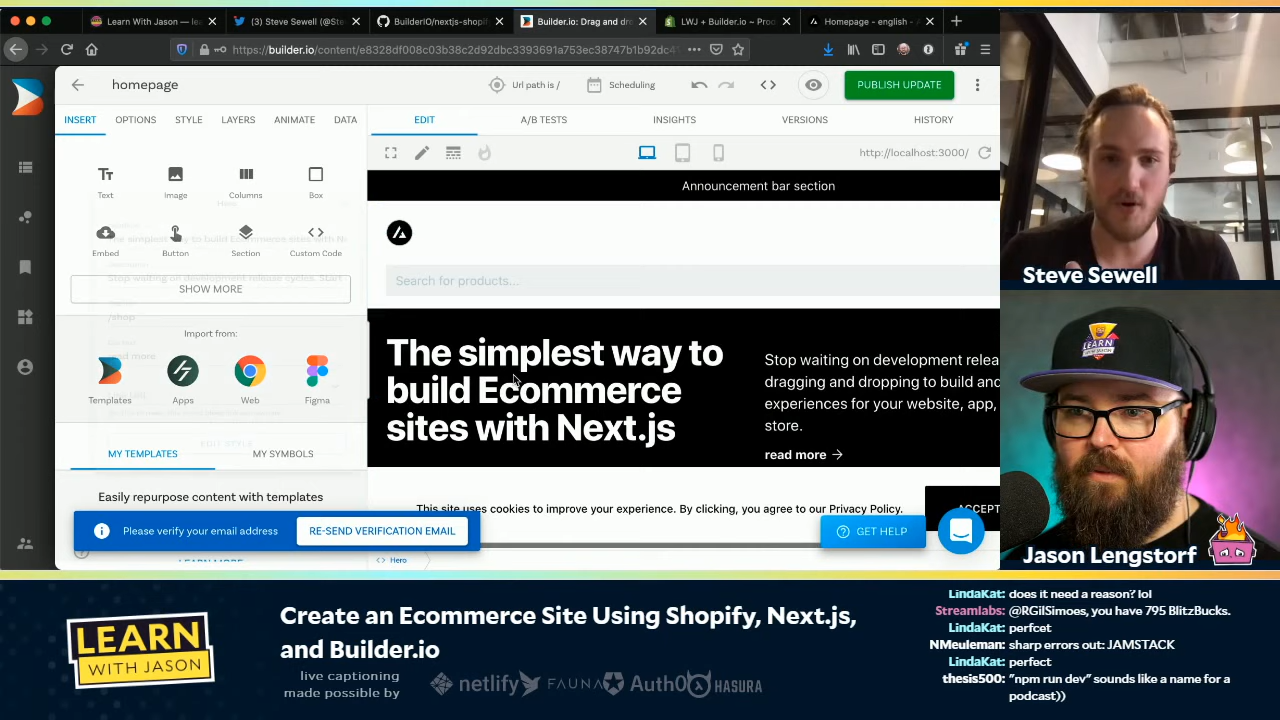 Learn With Jason — le
(3) Steve Sewell (@Ste
BuilderIO/nextjs-shopif
Builder.io: Drag and dro
LWJ + Builder.io ~ Prod
Homepage - english - A
https://builder.io/content/e8328df008c03b38c2d92dbc3393691a753ec38747b1b92dc4
homepage
Url path is /
Scheduling
PUBLISH UPDATE
INSERT
OPTIONS
STYLE
LAYERS
ANIMATE
DATA
EDIT
A/B TESTS
INSIGHTS
VERSIONS
HISTORY
http://localhost:3000/
Text
Image
Columns
Box
Embed
Button
Section
Custom Code
SHOW MORE
Import from:
Templates
Apps
Web
Figma
MY TEMPLATES
MY SYMBOLS
Easily repurpose content with templates
Please verify your email address
RE-SEND VERIFICATION EMAIL
LEARN MORE
Announcement bar section
Search for products...
The simplest way to
build Ecommerce
sites with Next.js
Stop waiting on development relea
dragging and dropping to build and
experiences for your website, app,
store.
read more
This site uses cookies to improve your experience. By clicking, you agree to our Privacy Policy.
ACCEPT
GET HELP
Hero
Steve Sewell
LEARN
Jason Lengstorf
LEARN
WITH JASON
Create an Ecommerce Site Using Shopify, Next.js,
and Builder.io
live captioning
made possible by
netlify
FAUNA
Auth0
HASURA
LindaKat: does it need a reason? lol
Streamlabs: @RGilSimoes, you have 795 BlitzBucks.
LindaKat: perfcet
NMeuleman: sharp errors out: JAMSTACK
LindaKat: perfect
thesis500: "npm run dev" sounds like a name for a
podcast))